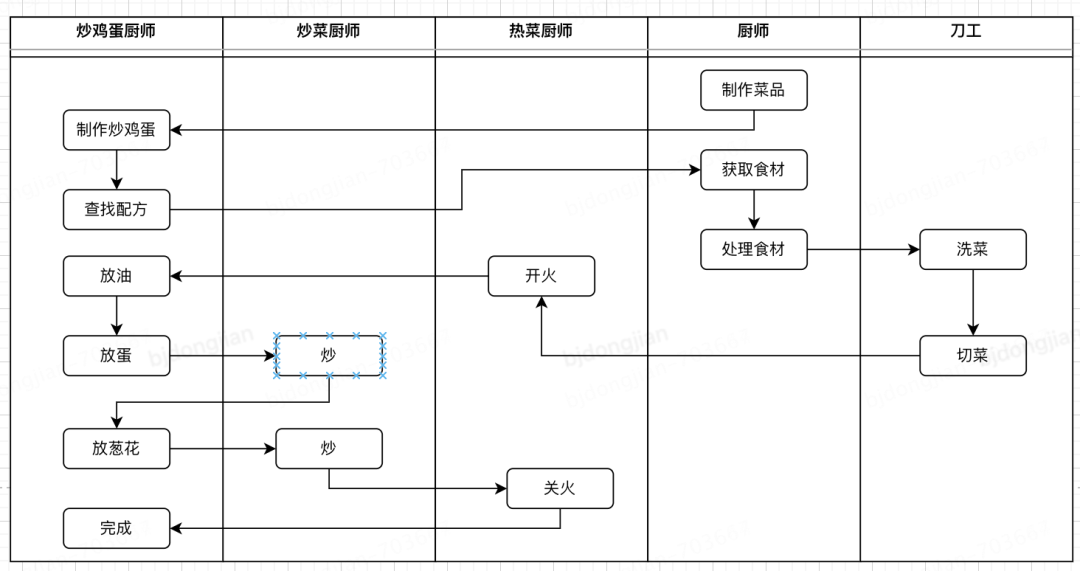 炒鸡蛋厨师 炒菜厨师 热菜厨师 厨师 刀工
制作菜品
制作炒鸡蛋
获取食材
查找配方
处理食材 洗菜
放油 开火
放蛋 炒 切菜
放葱花 炒
关火
完成
bjdongjian
bjdongjian
bjdongjian